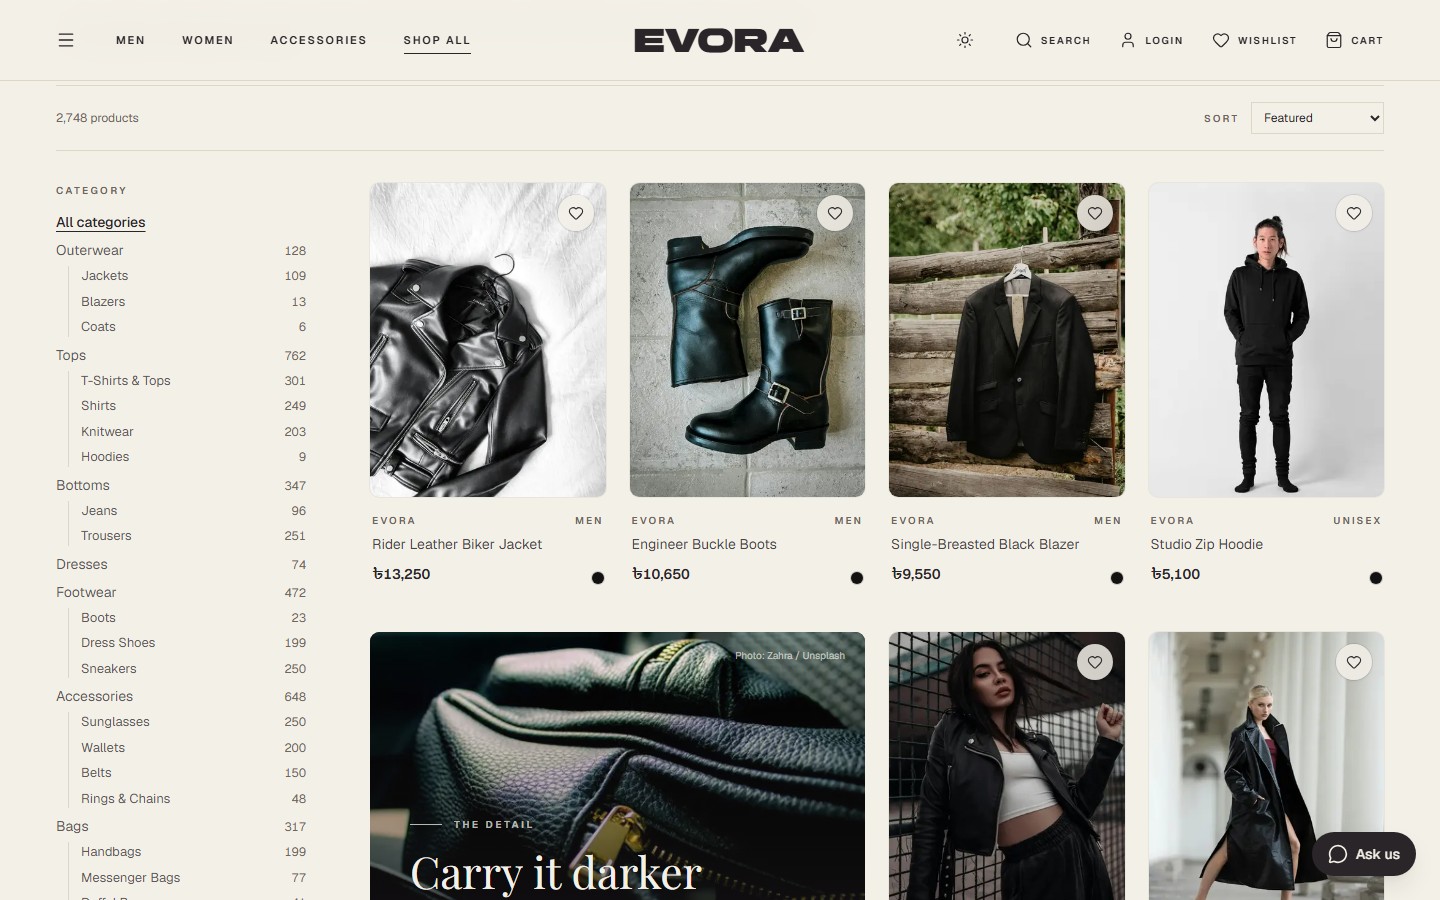 MEN
WOMEN
ACCESSORIES
SHOP ALL
EVORA
SEARCH
LOGIN
WISHLIST
CART
2,748 products
SORT
Featured
CATEGORY
All categories
Outerwear 128
Jackets 109
Blazers 13
Coats 6
Tops 762
T-Shirts & Tops 301
Shirts 249
Knitwear 203
Hoodies 9
Bottoms 347
Jeans 96
Trousers 251
Dresses 74
Footwear 472
Boots 23
Dress Shoes 199
Sneakers 250
Accessories 648
Sunglasses 250
Wallets 200
Belts 150
Rings & Chains 48
Bags 317
Handbags 199
Messenger Bags 77
EVORA MEN
Rider Leather Biker Jacket
৳13,250
EVORA MEN
Engineer Buckle Boots
৳10,650
EVORA MEN
Single-Breasted Black Blazer
৳9,550
EVORA UNISEX
Studio Zip Hoodie
৳5,100
Photo: Zahra / Unsplash
THE DETAIL
Carry it darker
Ask us